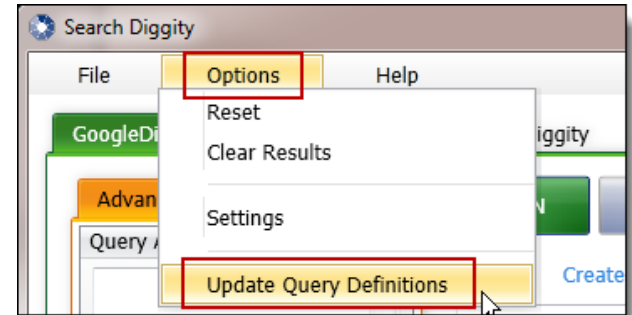 Search Diggity
File Options Help
Reset
Clear Results
Settings
Update Query Definitions
GoogleDi
iggity
Advan
N
Query
Create